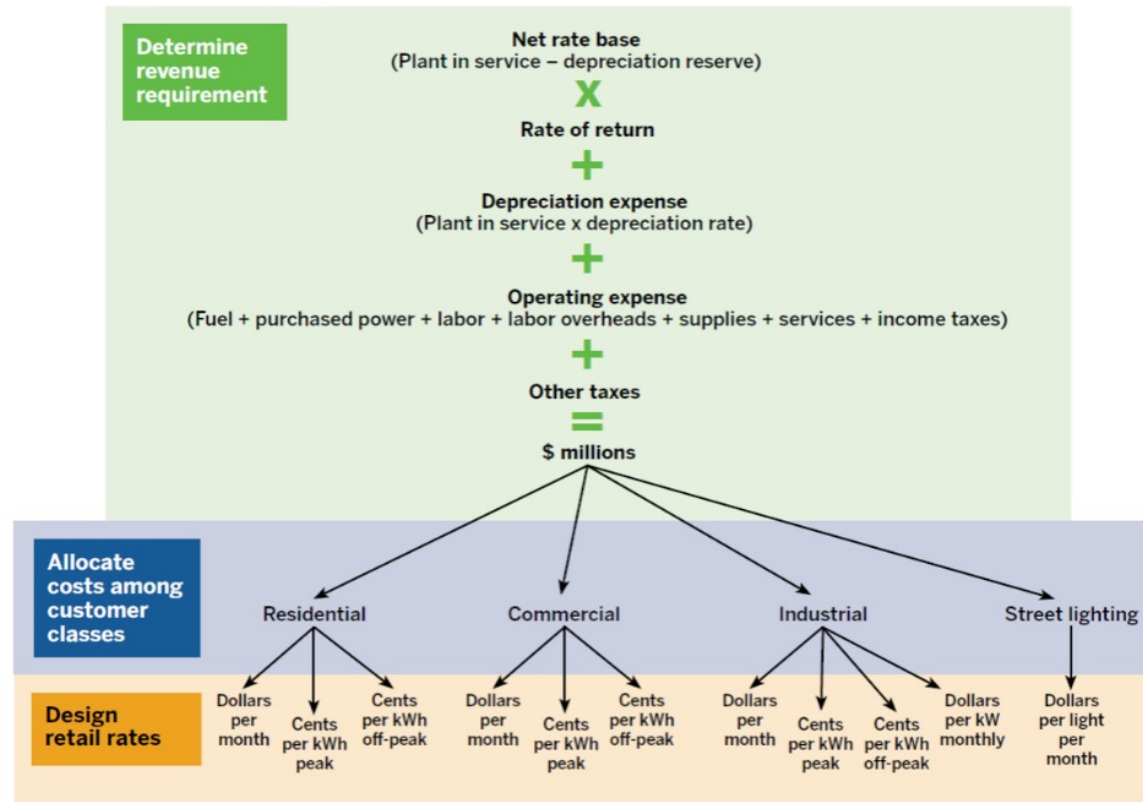 Determine
revenue
requirement
Net rate base
(Plant in service – depreciation reserve)
X
Rate of return
+
Depreciation expense
(Plant in service x depreciation rate)
+
Operating expense
(Fuel + purchased power + labor + labor overheads + supplies + services + income taxes)
+
Other taxes
=
$ millions
Allocate
costs among
customer
classes
Residential
Commercial
Industrial
Street lighting
Design
retail rates
Dollars
per
month
Cents
per kWh
peak
Cents
per kWh
off-peak
Dollars
per
month
Cents
per kWh
peak
Cents
per kWh
off-peak
Dollars
per
month
Cents
per kWh
peak
Cents
per kWh
off-peak
Dollars
per kW
monthly
Dollars
per light
per
month